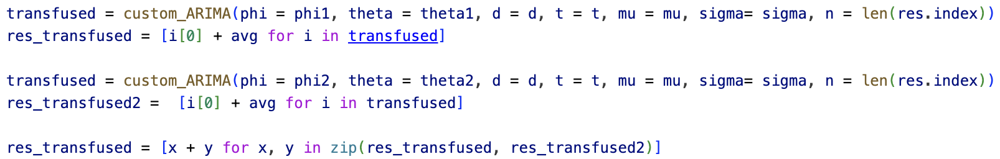 transfused = custom_ARIMA(phi = phi1, theta = theta1, d = d, t = t, mu = mu, sigma= sigma, n = len(res.index))
res_transfused = [i[0] + avg for i in transfused]
transfused = custom_ARIMA(phi = phi2, theta = theta2, d = d, t = t, mu = mu, sigma= sigma, n = len(res.index))
res_transfused2 =  [i[0] + avg for i in transfused]
res_transfused = [x + y for x, y in zip(res_transfused, res_transfused2)]